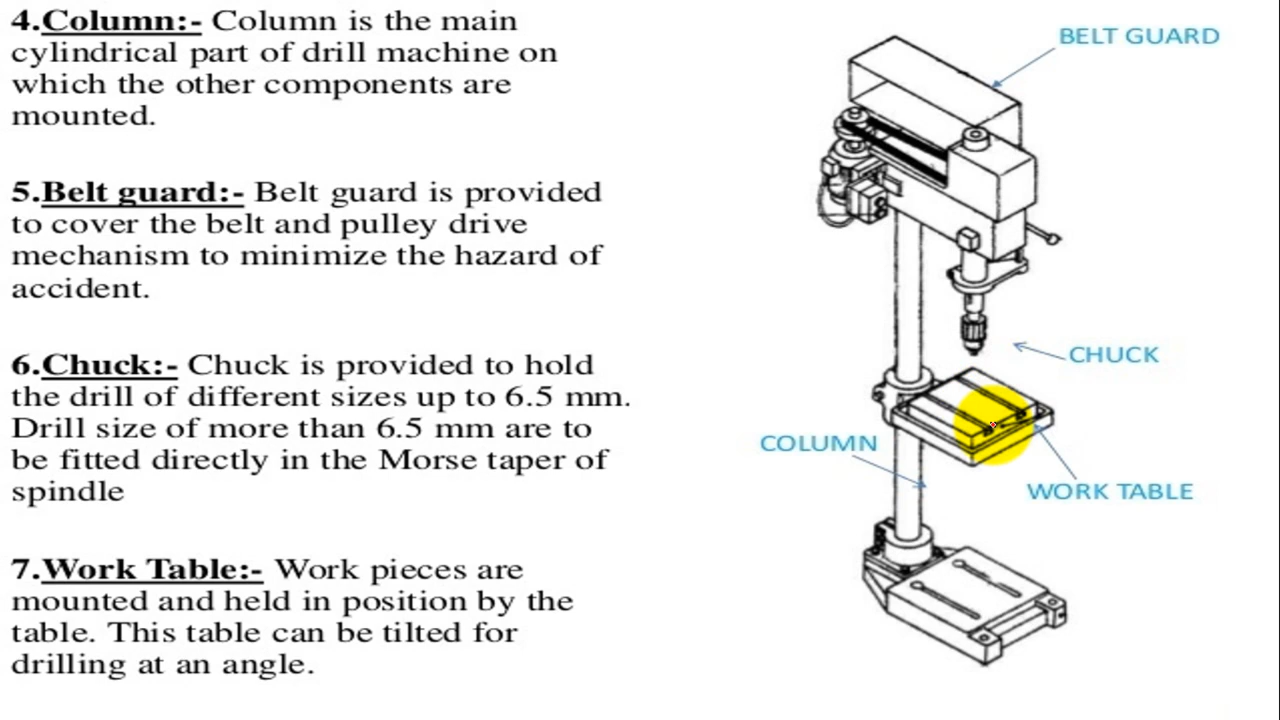 4.Column:- Column is the main
cylindrical part of drill machine on
which the other components are
mounted.
5.Belt guard:- Belt guard is provided
to cover the belt and pulley drive
mechanism to minimize the hazard of
accident.
6.Chuck:- Chuck is provided to hold
the drill of different sizes up to 6.5 mm.
Drill size of more than 6.5 mm are to
be fitted directly in the Morse taper of
spindle
7.Work Table:- Work pieces are
mounted and held in position by the
table. This table can be tilted for
drilling at an angle.
BELT GUARD
CHUCK
COLUMN
WORK TABLE